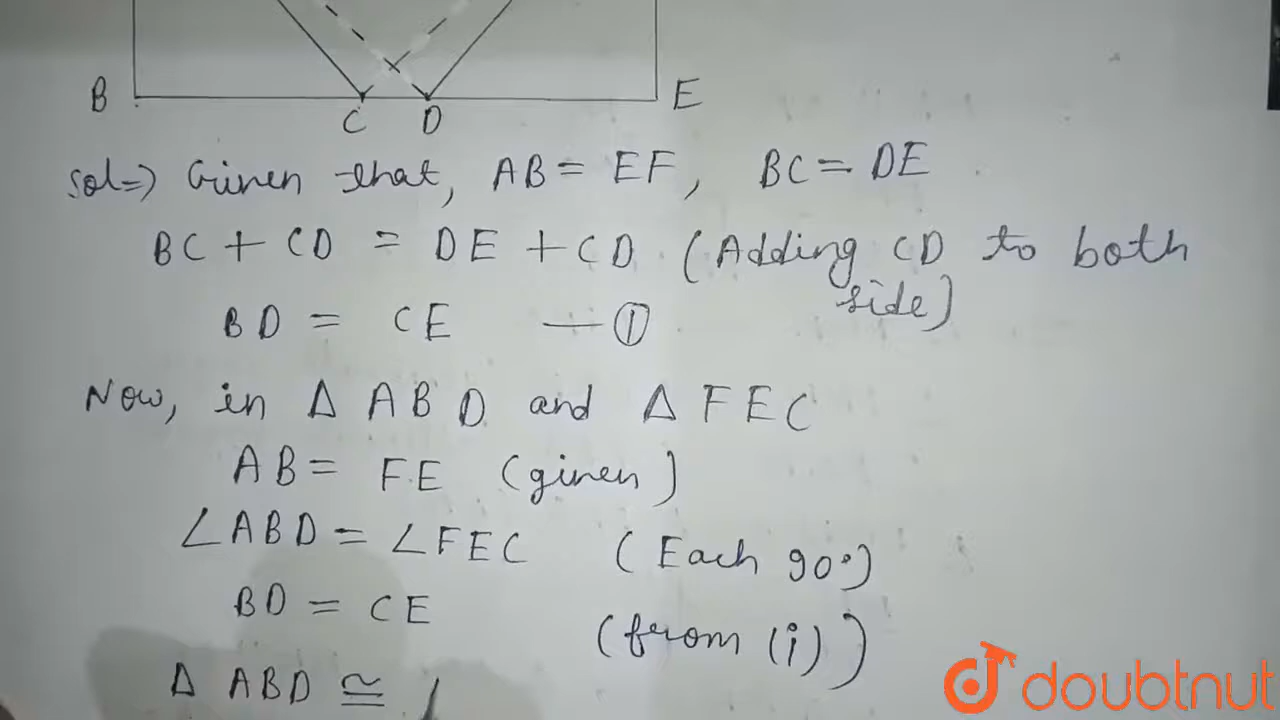 B C D E
Sol⇒ Given that, AB = EF, BC = DE
BC + CD = DE + CD (Adding CD to both
side)
BD = CE — ①
Now, in Δ ABD and Δ FEC
AB = FE (given)
∠ABD = ∠FEC (Each 90°)
BD = CE (from (i))
Δ ABD ≅
doubtnut